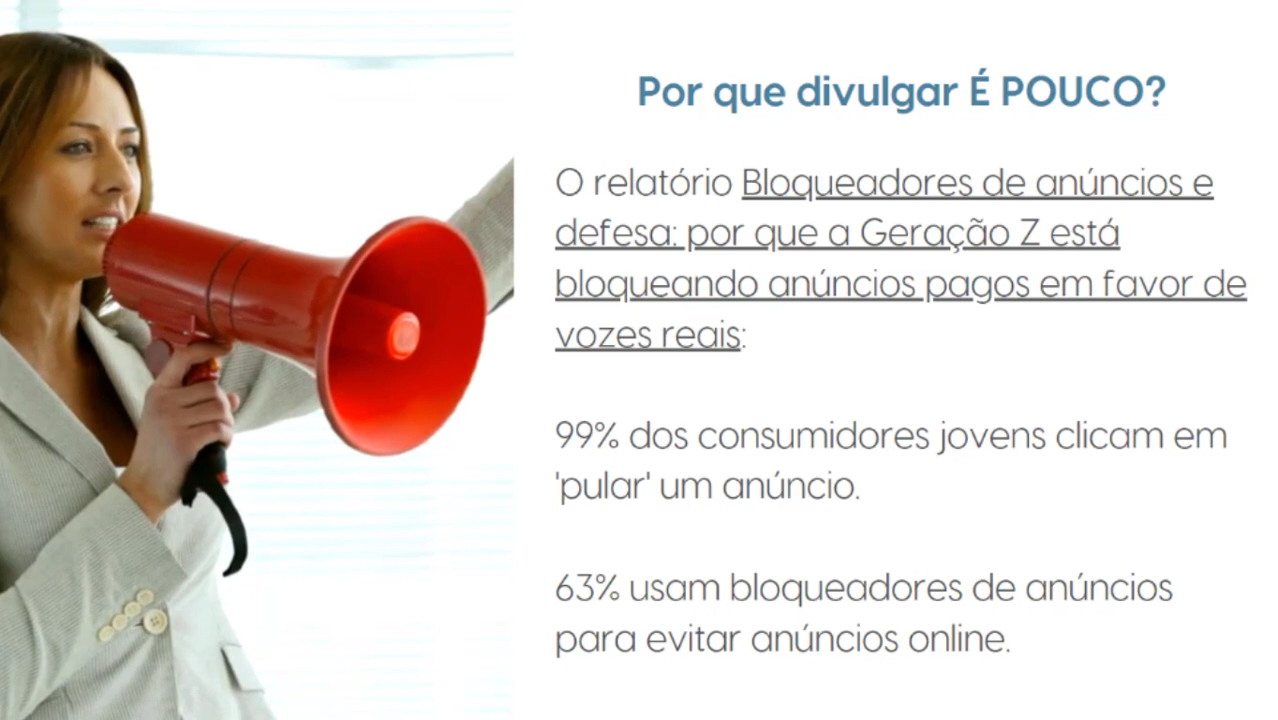 Por que divulgar É POUCO?
O relatório Bloqueadores de anúncios e
defesa: por que a Geração Z está
bloqueando anúncios pagos em favor de
vozes reais:
99% dos consumidores jovens clicam em
'pular' um anúncio.
63% usam bloqueadores de anúncios
para evitar anúncios online.